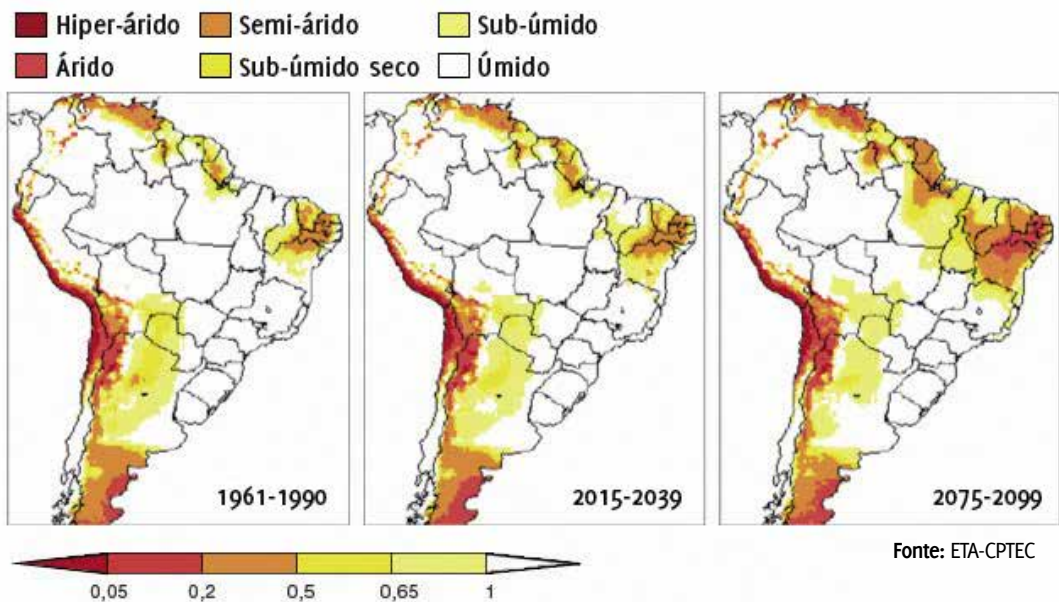 Hiper-árido Semi-árido Sub-úmido
Árido Sub-úmido seco Úmido
1961-1990 2015-2039 2075-2099
Fonte: ETA-CPTEC
0,05 0,2 0,5 0,65 1